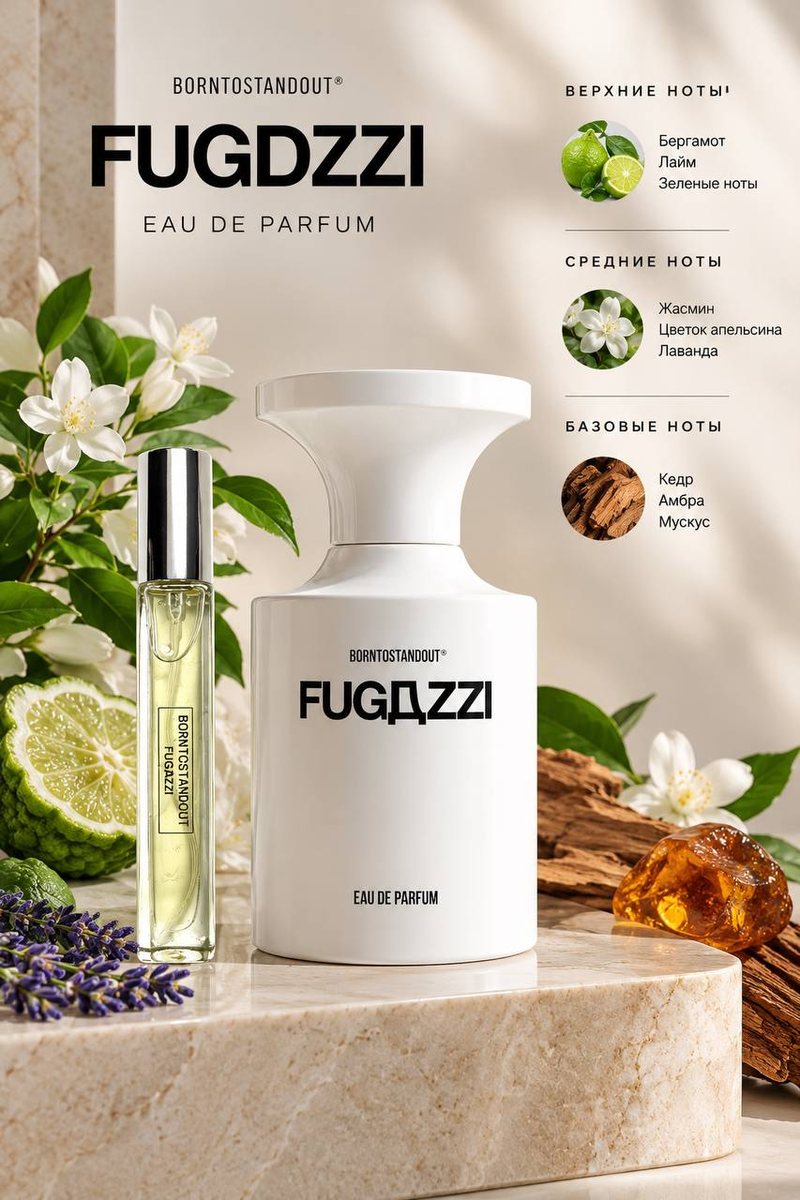 BORNTOSTANDOUT®
FUGDZZI
EAU DE PARFUM
ВЕРХНИЕ НОТЫ'
Бергамот
Лайм
Зеленые ноты
СРЕДНИЕ НОТЫ
Жасмин
Цветок апельсина
Лаванда
БАЗОВЫЕ НОТЫ
Кедр
Амбра
Мускус
BORNTOSTANDOUT®
FUGДZZI
EAU DE PARFUM
BORNTCSTANDOUT
FUGAZZI